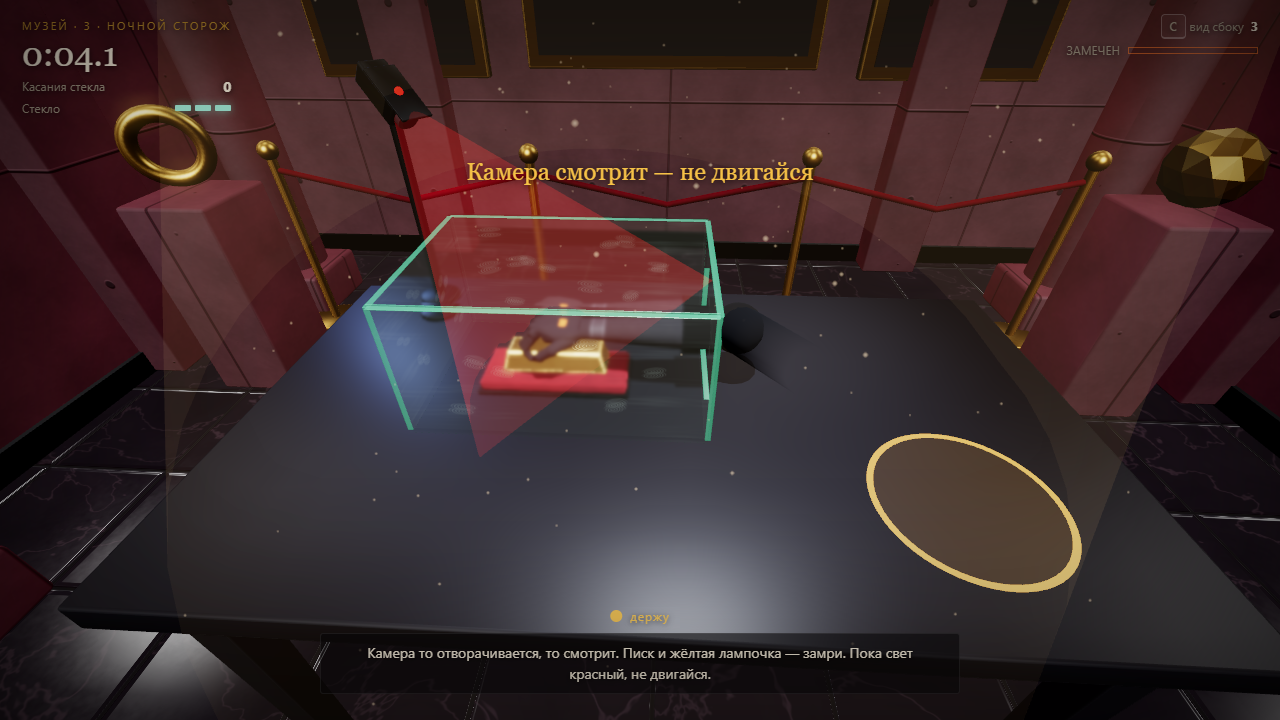 МУЗЕЙ · 3 · НОЧНОЙ СТОРОЖ
0:04.1
Касания стекла 0
Стекло
C вид сбоку 3
ЗАМЕЧЕН
Камера смотрит — не двигайся
держу
Камера то отворачивается, то смотрит. Писк и жёлтая лампочка — замри. Пока свет
красный, не двигайся.